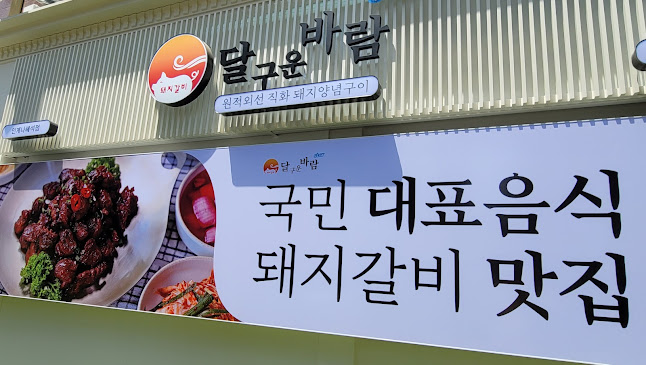 달구운바람
돼지갈비
원적외선 직화 돼지양념구이
달구운바람
국민 대표음식
돼지갈비 맛집